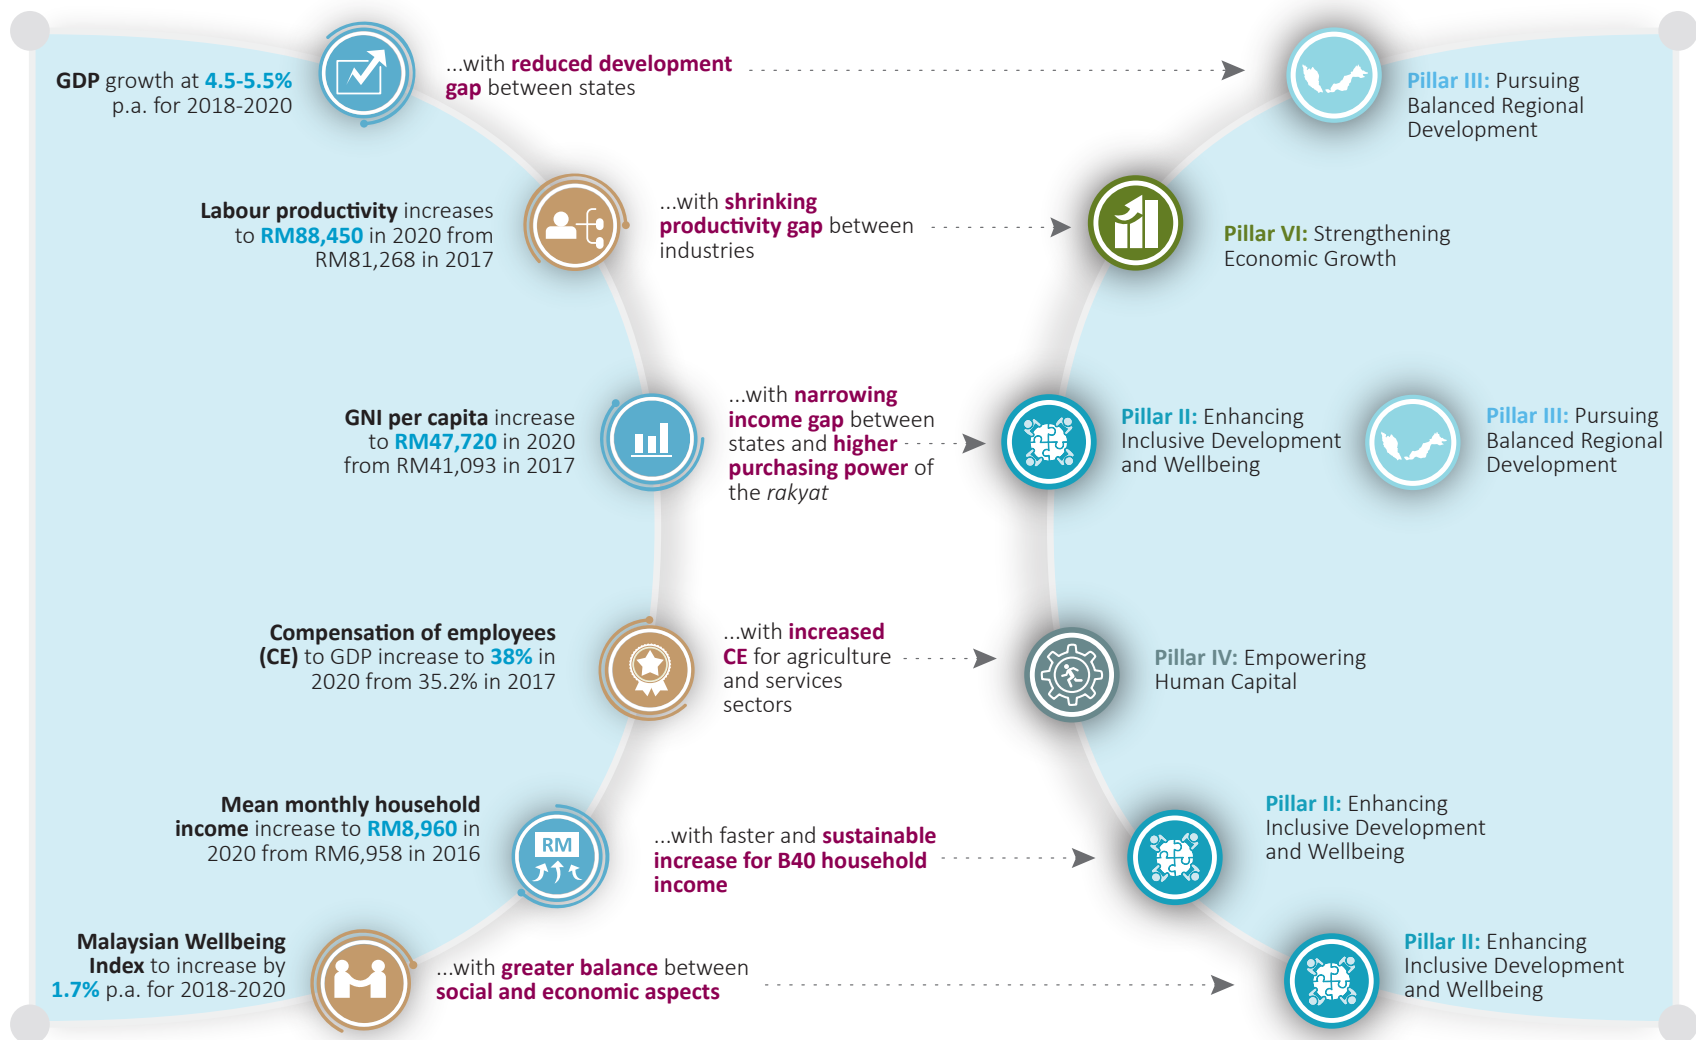 GDP growth at 4.5-5.5%
p.a. for 2018-2020
...with reduced development
gap between states
Pillar III: Pursuing
Balanced Regional
Development
Labour productivity increases
to RM88,450 in 2020 from
RM81,268 in 2017
...with shrinking
productivity gap between
industries
Pillar VI: Strengthening
Economic Growth
GNI per capita increase
to RM47,720 in 2020
from RM41,093 in 2017
...with narrowing
income gap between
states and higher
purchasing power of
the rakyat
Pillar II: Enhancing
Inclusive Development
and Wellbeing
Pillar III: Pursuing
Balanced Regional
Development
Compensation of employees
(CE) to GDP increase to 38% in
2020 from 35.2% in 2017
...with increased
CE for agriculture
and services
sectors
Pillar IV: Empowering
Human Capital
Mean monthly household
income increase to RM8,960 in
2020 from RM6,958 in 2016
RM
...with faster and sustainable
increase for B40 household
income
Pillar II: Enhancing
Inclusive Development
and Wellbeing
Malaysian Wellbeing
Index to increase by
1.7% p.a. for 2018-2020
...with greater balance between
social and economic aspects
Pillar II: Enhancing
Inclusive Development
and Wellbeing